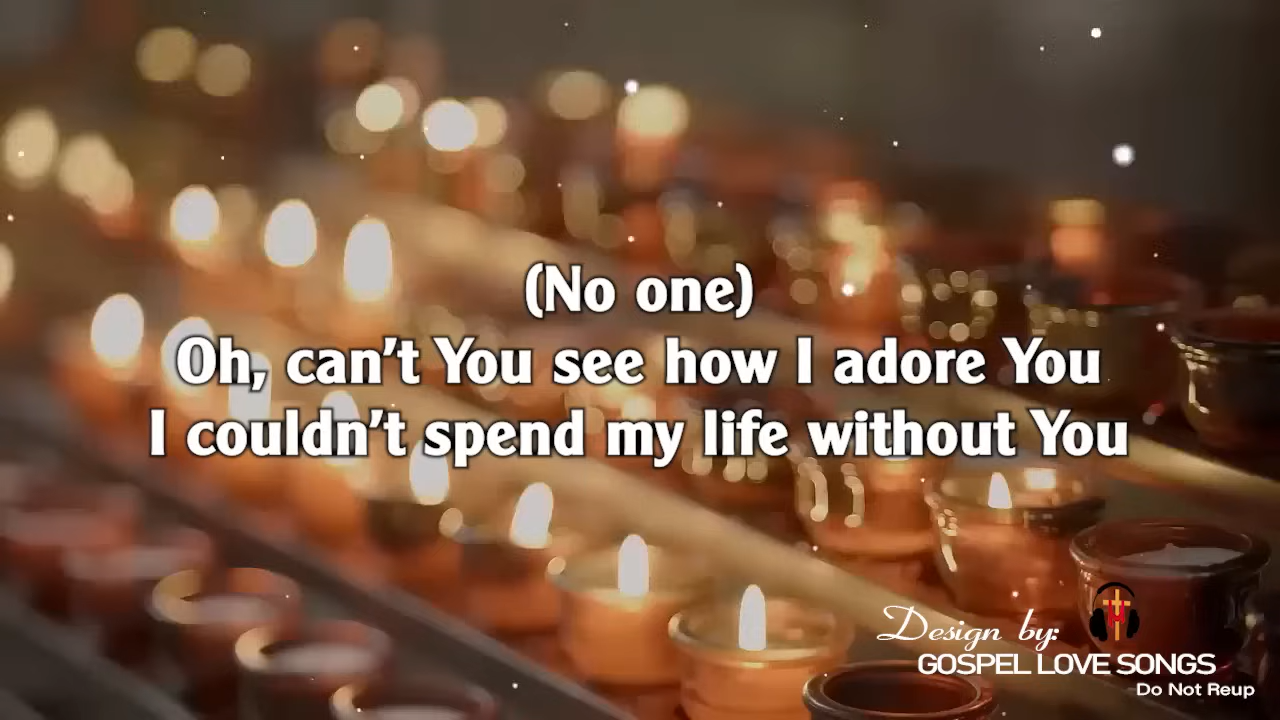 (No one)
Oh, can't You see how I adore You
I couldn't spend my life without You
Design by:
GOSPEL LOVE SONGS
Do Not Reup